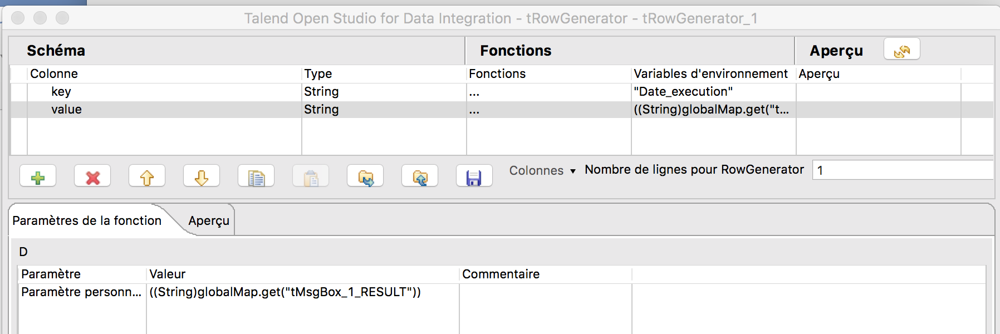 Talend Open Studio for Data Integration - tRowGenerator - tRowGenerator_1
Schéma Fonctions Aperçu
Colonne Type Fonctions Variables d'environnement Aperçu
key String ... "Date_execution"
value String ... ((String)globalMap.get("t...
Colonnes Nombre de lignes pour RowGenerator 1
Paramètres de la fonction Aperçu
D
Paramètre Valeur Commentaire
Paramètre personn... ((String)globalMap.get("tMsgBox_1_RESULT"))